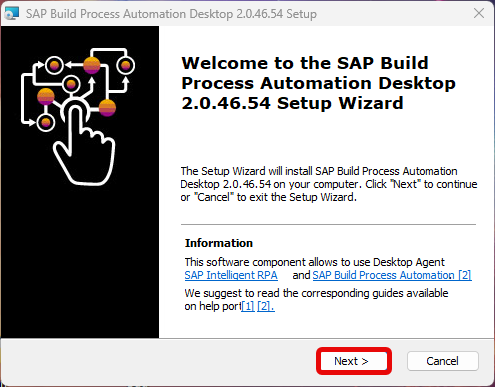 SAP Build Process Automation Desktop 2.0.46.54 Setup
Welcome to the SAP Build
Process Automation Desktop
2.0.46.54 Setup Wizard
The Setup Wizard will install SAP Build Process Automation
Desktop 2.0.46.54 on your computer. Click "Next" to continue
or "Cancel" to exit the Setup Wizard.
Information
This software component allows to use Desktop Agent
SAP Intelligent RPA and SAP Build Process Automation [2]
We suggest to read the corresponding guides available
on help port[1] [2].
Next >
Cancel